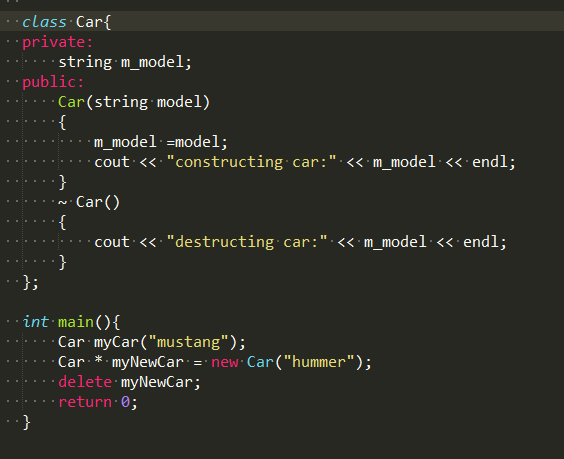 class Car{
private:
    string m_model;
public:
    Car(string model)
    {
        m_model =model;
        cout << "constructing car:" << m_model << endl;
    }
    ~ Car()
    {
        cout << "destructing car:" << m_model << endl;
    }
};

int main(){
    Car myCar("mustang");
    Car * myNewCar = new Car("hummer");
    delete myNewCar;
    return 0;
}